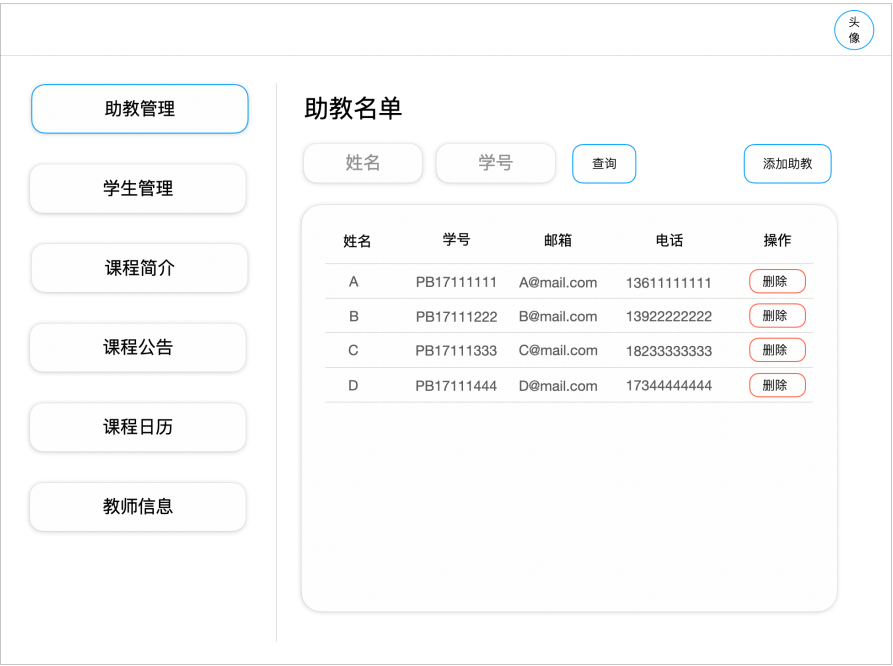 头
像
助教管理
学生管理
课程简介
课程公告
课程日历
教师信息
助教名单
姓名 学号 查询 添加助教
姓名 学号 邮箱 电话 操作
A PB17111111 A@mail.com 13611111111 删除
B PB17111222 B@mail.com 13922222222 删除
C PB17111333 C@mail.com 18233333333 删除
D PB17111444 D@mail.com 17344444444 删除